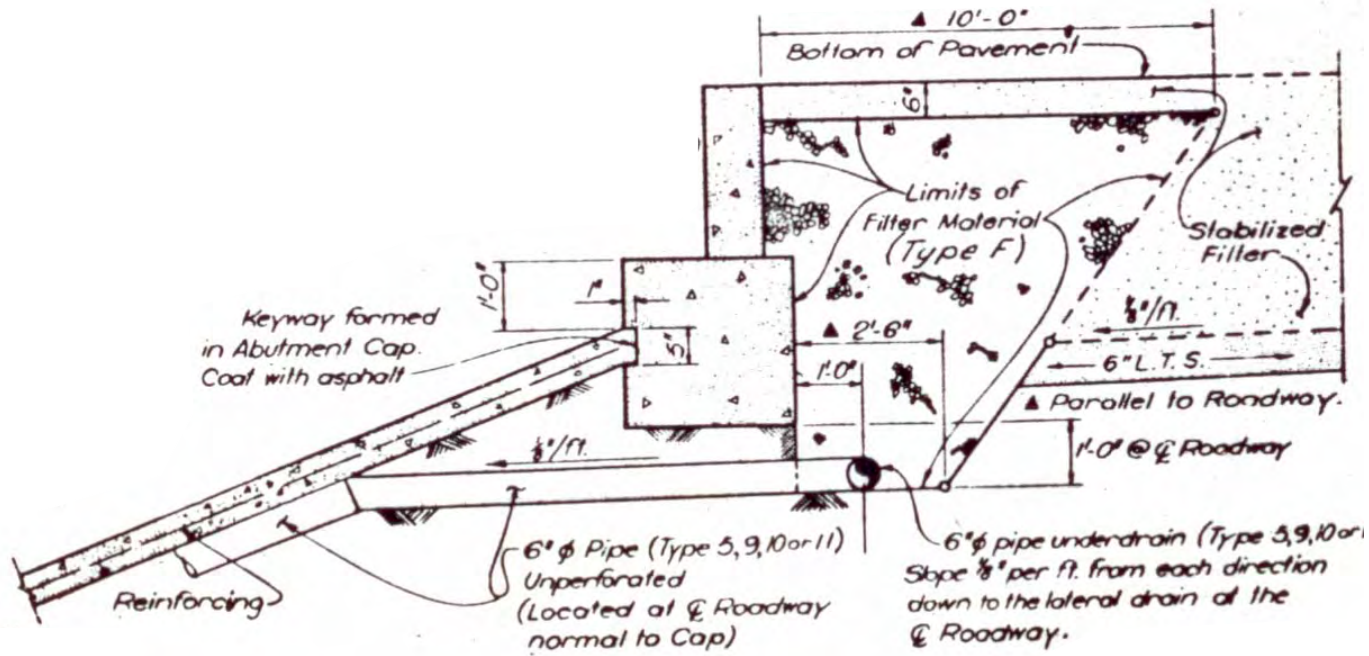 ▲ 10'-0"
Bottom of Pavement
6"
Limits of
Filter Material
(Type F)
Stabilized
Filter
1'-0"
1"
Keyway formed
in Abutment Cap.
Coat with asphalt
5"
▲ 2'-6"
1'-0"
⅛"/ft.
6" L.T.S.
▲ Parallel to Roadway.
1'-0" @ ℄ Roadway
⅛"/ft.
Reinforcing
6" ϕ Pipe (Type 5, 9, 10 or 11)
Unperforated
(Located at ℄ Roadway
normal to Cap)
6" ϕ pipe underdrain (Type 5, 9, 10 or 1
Slope ⅛" per ft. from each direction
down to the lateral drain at the
℄ Roadway.